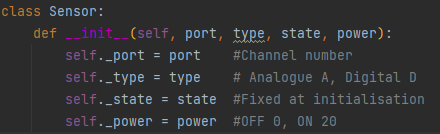 class Sensor:
    def __init__(self, port, type, state, power):
        self._port = port    #Channel number
        self._type = type    # Analogue A, Digital D
        self._state = state  #Fixed at initialisation
        self._power = power  #OFF 0, ON 20